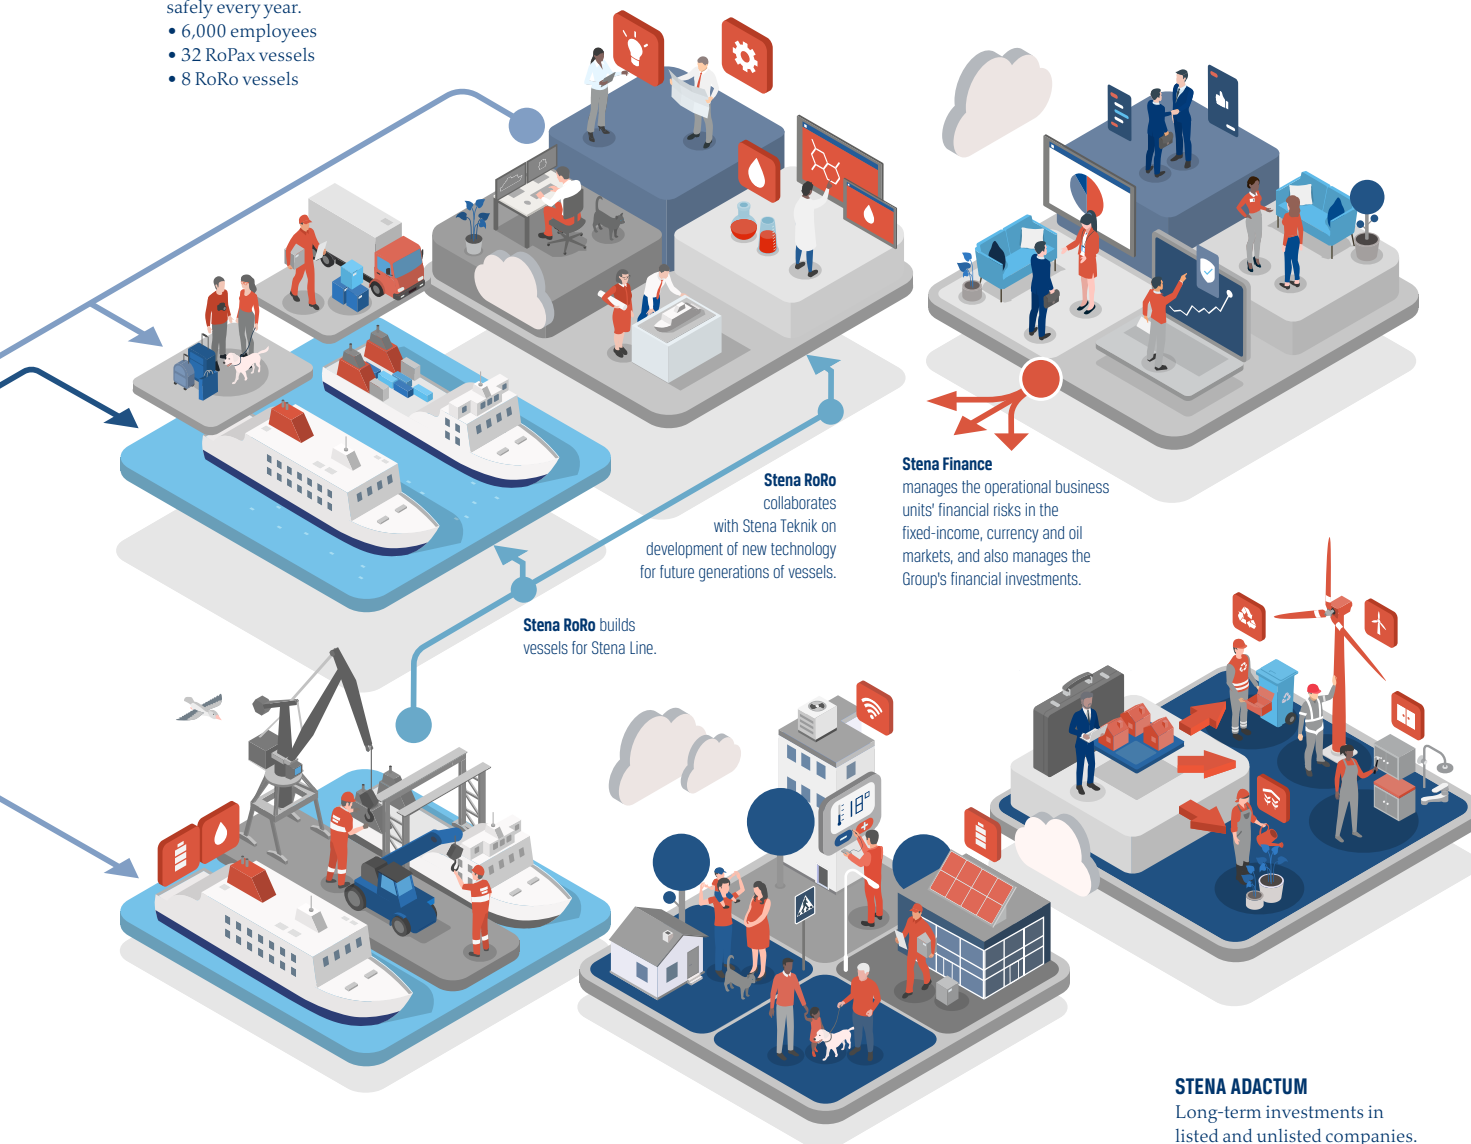 safely every year.
• 6,000 employees
• 32 RoPax vessels
• 8 RoRo vessels
Stena RoRo
collaborates
with Stena Teknik on
development of new technology
for future generations of vessels.
Stena Finance
manages the operational business
units' financial risks in the
fixed-income, currency and oil
markets, and also manages the
Group's financial investments.
Stena RoRo builds
vessels for Stena Line.
18°
STENA ADACTUM
Long-term investments in
listed and unlisted companies.